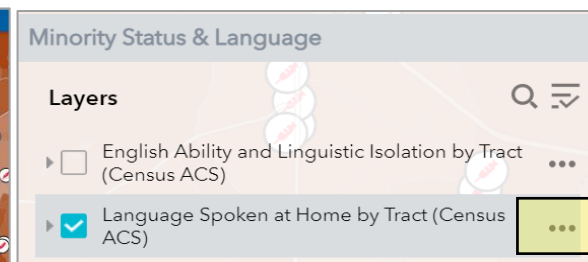 Minority Status & Language
Layers
English Ability and Linguistic Isolation by Tract
(Census ACS)
Language Spoken at Home by Tract (Census
ACS)